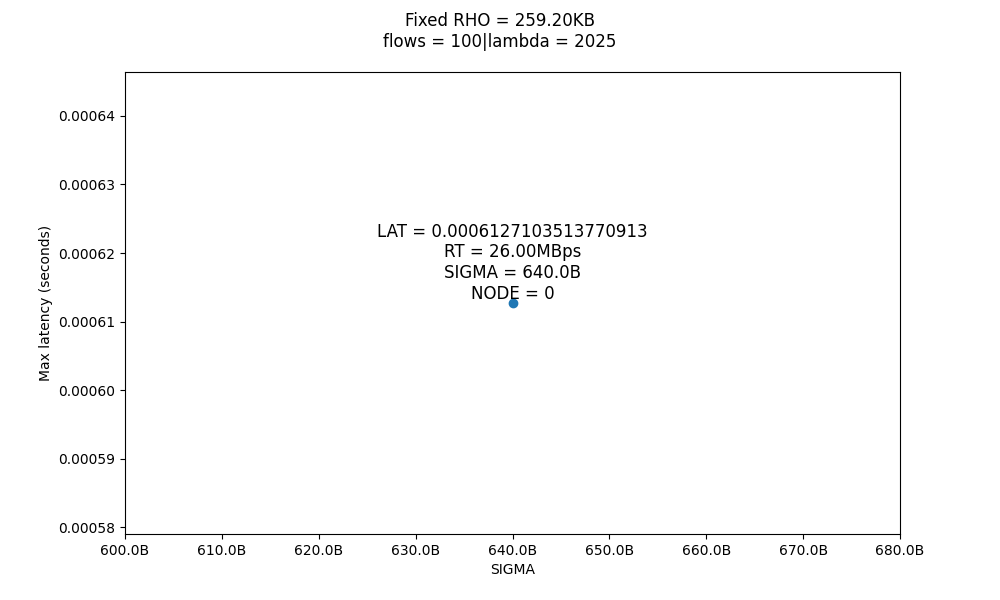 Fixed RHO = 259.20KB
flows = 100|lambda = 2025
0.00064
0.00063
0.00062
0.00061
0.00060
0.00059
0.00058
Max latency (seconds)
LAT = 0.0006127103513770913
RT = 26.00MBps
SIGMA = 640.0B
NODE = 0
600.0B 610.0B 620.0B 630.0B 640.0B 650.0B 660.0B 670.0B 680.0B
SIGMA